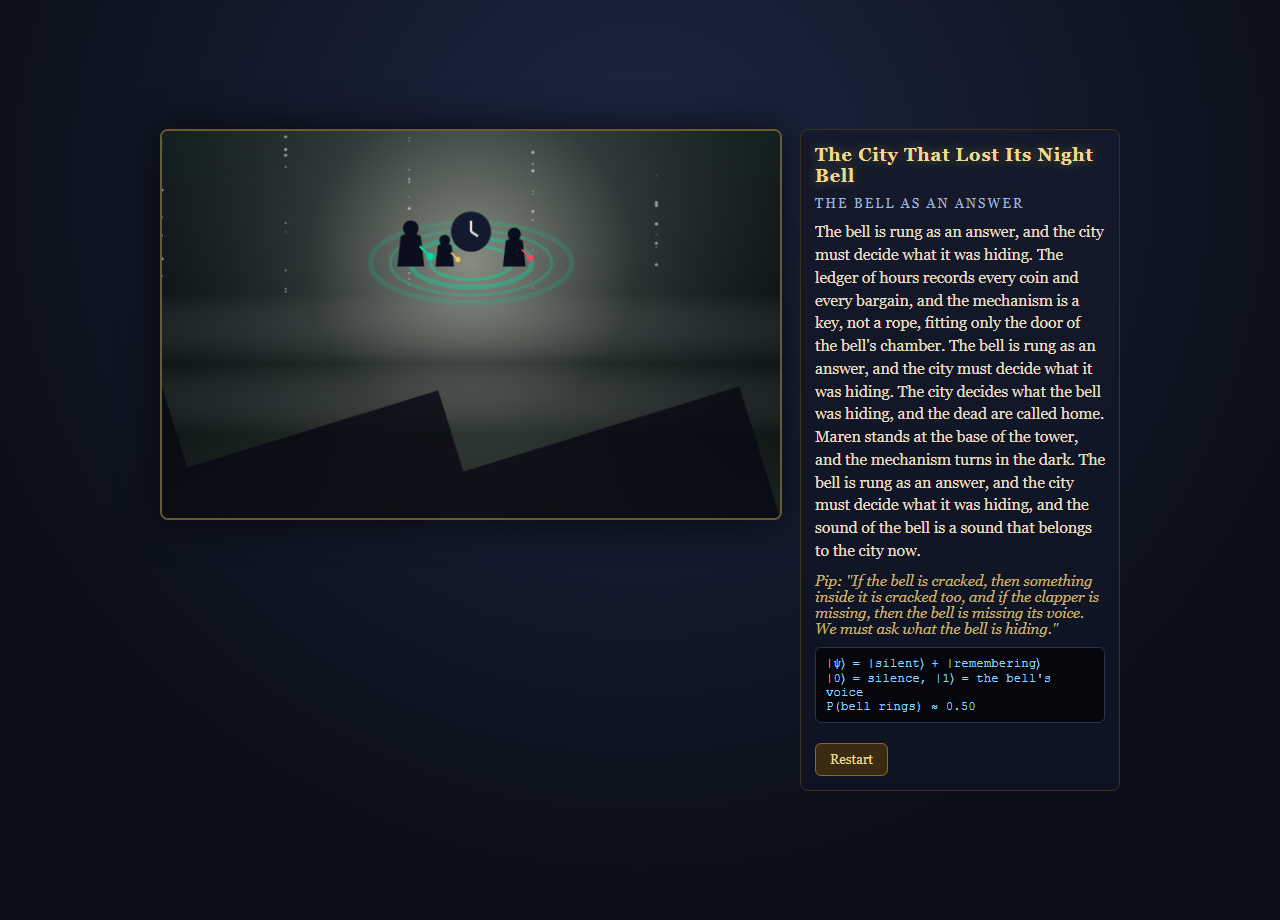 The City That Lost Its Night
Bell
THE BELL AS AN ANSWER
The bell is rung as an answer, and the city
must decide what it was hiding. The
ledger of hours records every coin and
every bargain, and the mechanism is a
key, not a rope, fitting only the door of
the bell's chamber. The bell is rung as an
answer, and the city must decide what it
was hiding. The city decides what the bell
was hiding, and the dead are called home.
Maren stands at the base of the tower,
and the mechanism turns in the dark. The
bell is rung as an answer, and the city
must decide what it was hiding, and the
sound of the bell is a sound that belongs
to the city now.
Pip: "If the bell is cracked, then something
inside it is cracked too, and if the clapper is
missing, then the bell is missing its voice.
We must ask what the bell is hiding."
|ψ⟩ = |silent⟩ + |remembering⟩
|0⟩ = silence, |1⟩ = the bell's
voice
P(bell rings) ≈ 0.50
Restart